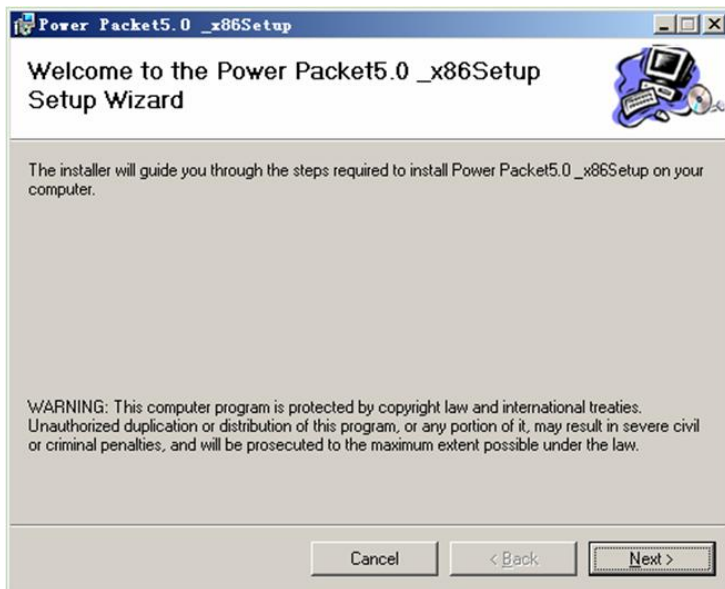 Power Packet5.0 _x86Setup
Welcome to the Power Packet5.0 _x86Setup
Setup Wizard
The installer will guide you through the steps required to install Power Packet5.0 _x86Setup on your
computer.
WARNING: This computer program is protected by copyright law and international treaties.
Unauthorized duplication or distribution of this program, or any portion of it, may result in severe civil
or criminal penalties, and will be prosecuted to the maximum extent possible under the law.
Cancel
< Back
Next >